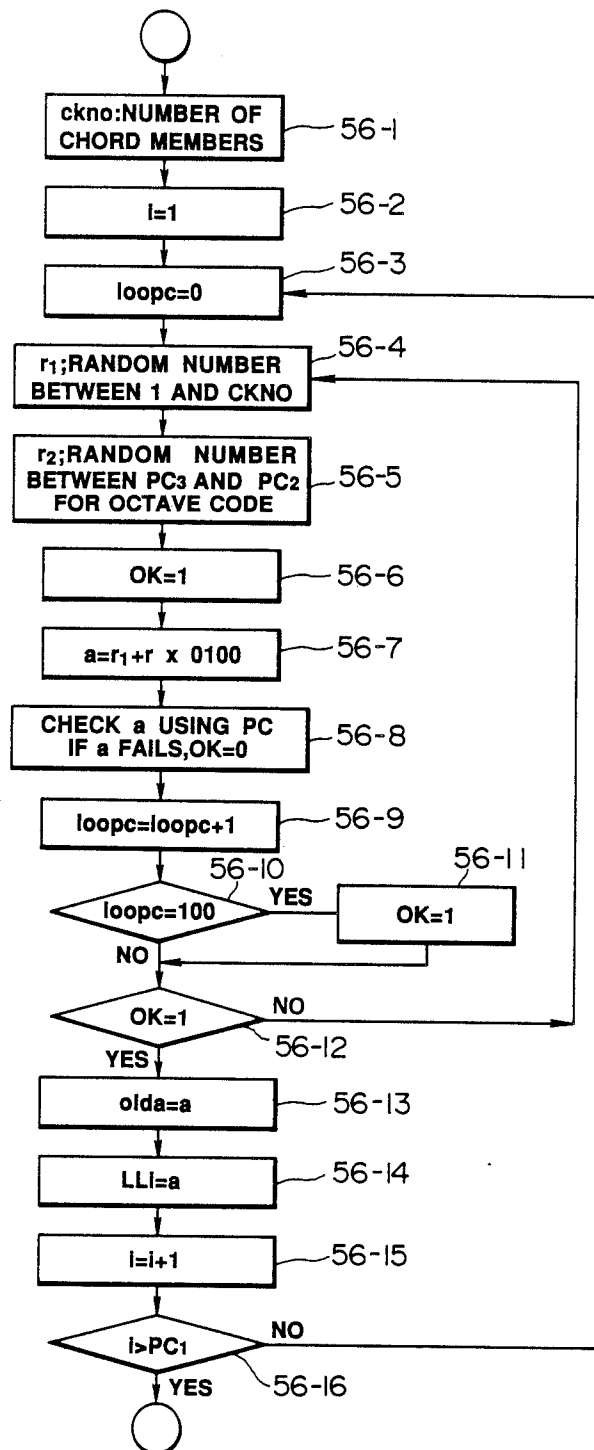 ckno:NUMBER OF
CHORD MEMBERS
56-1
i=1
56-2
56-3
loopc=0
56-4
r1;RANDOM NUMBER
BETWEEN 1 AND CKNO
r2;RANDOM NUMBER
BETWEEN PC3 AND PC2
FOR OCTAVE CODE
56-5
OK=1
56-6
a=r1+r x 0100
56-7
CHECK a USING PC
IF a FAILS,OK=0
56-8
loopc=loopc+1
56-9
56-10
56-11
loopc=100
YES
OK=1
NO
OK=1
NO
56-12
YES
olda=a
56-13
LLi=a
56-14
i=i+1
56-15
i>PC1
NO
56-16
YES